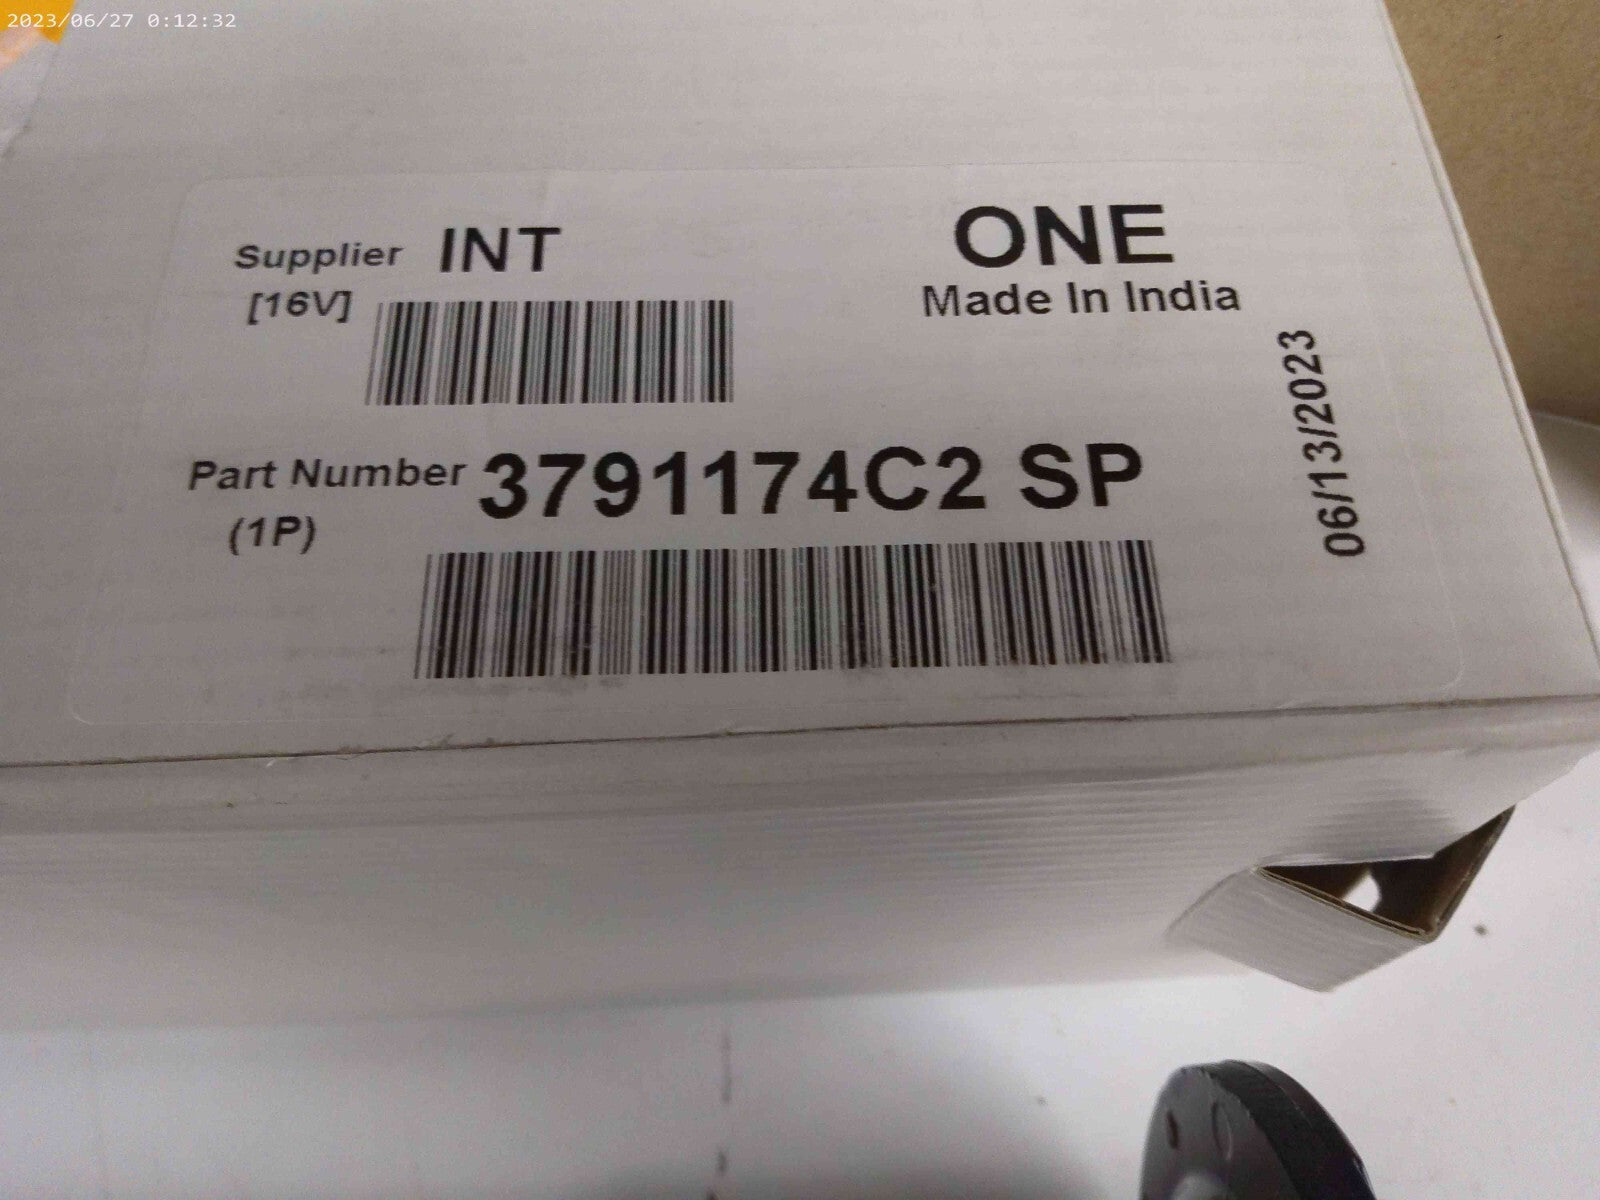 2023/06/27 0:12:32
Supplier INT
[16V]
ONE
Made In India
06/13/2023
Part Number 3791174C2 SP
(1P)